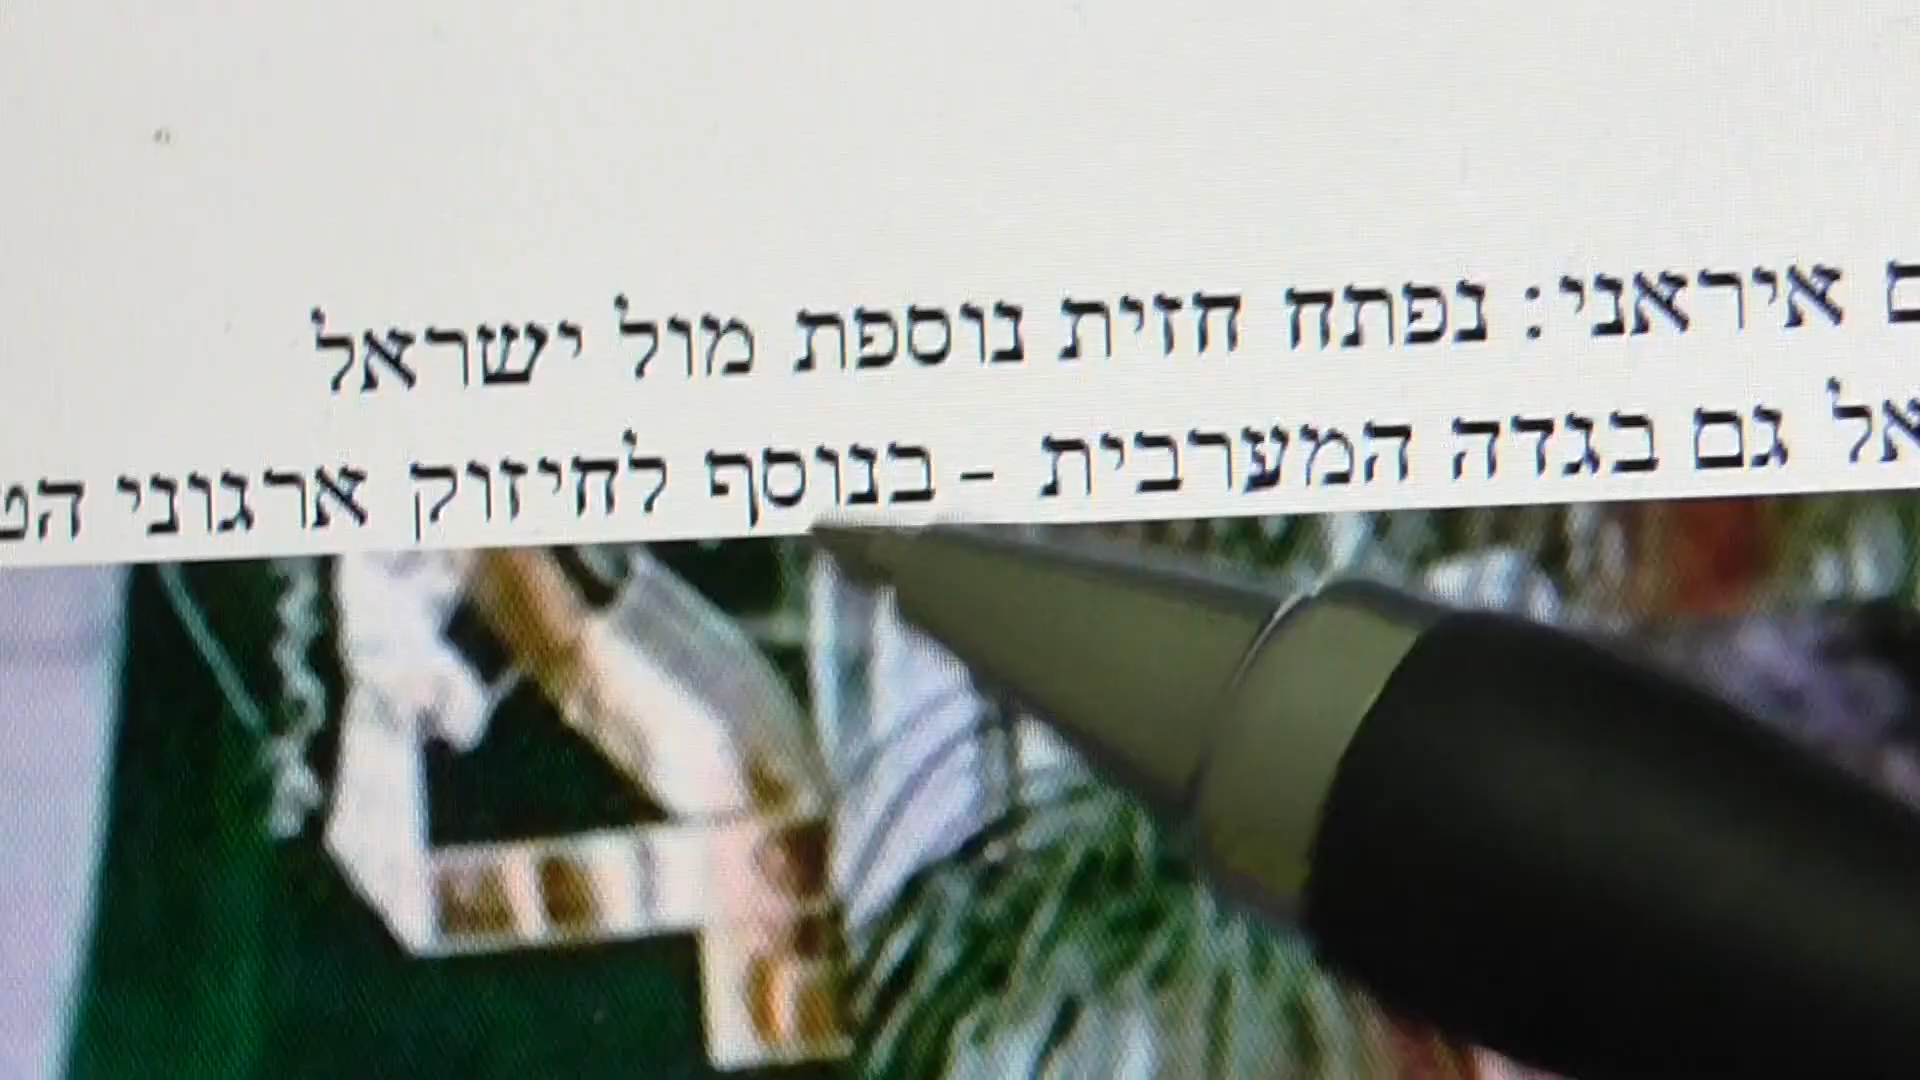 איראני: נפתח חזית נוספת מול ישראל
גם בגדה המערבית - בנוסף לחיזוק ארגוני